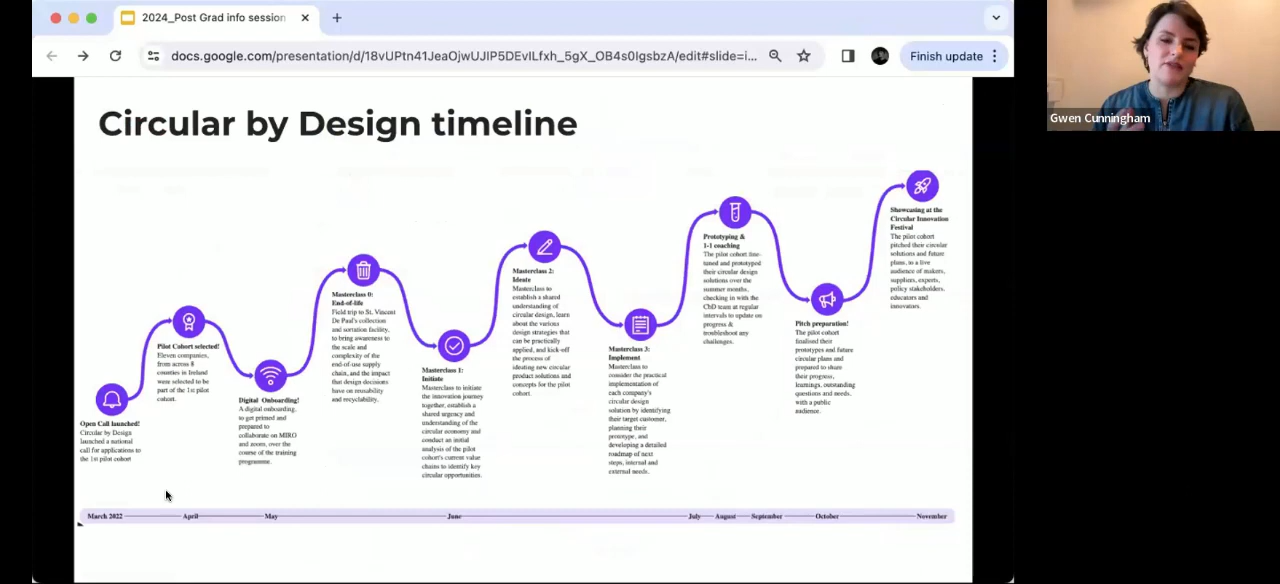 2024_Post Grad info session
docs.google.com/presentation/d/18vUPtn41JeaOjwUJIP5DEvILfxh_5gX_OB4s0IgsbzA/edit#slide=i...
Finish update
Gwen Cunningham
Circular by Design timeline
Open Call launched!
Circular by Design
launched a national
call for applications to
the 1st pilot cohort
Pilot Cohort selected!
Eleven companies,
from across 8
counties in Ireland
were selected to be
part of the 1st pilot
cohort.
Digital Onboarding!
A digital onboarding,
to get primed and
prepared to
collaborate on MIRO
and zoom, over the
course of the training
programme.
Masterclass 0:
End-of-life
Field trip to St. Vincent
De Paul's collection
and sortation facility,
to bring awareness to
the scale and
complexity of the
end-of-use supply
chain, and the impact
that design decisions
have on reusability
and recyclability.
Masterclass 1:
Initiate
Masterclass to initiate
the innovation journey
together, establish a
shared urgency and
understanding of the
circular economy and
conduct an initial
analysis of the pilot
cohort's current value
chains to identify key
circular opportunities.
Masterclass 2:
Ideate
Masterclass to
establish a shared
understanding of
circular design, learn
about the various
design strategies that
can be practically
applied, and kick-off
the process of
ideating new circular
product solutions and
concepts for the pilot
cohort.
Masterclass 3:
Implement
Masterclass to
consider the practical
implementation of
each company's
circular design
solution by identifying
their target customer,
planning their
prototype, and
developing a detailed
roadmap of next
steps, internal and
external needs.
Prototyping &
1-1 coaching
The pilot cohort fine-
tuned and prototyped
their circular design
solutions over the
summer months,
checking in with the
CbD team at regular
intervals to update on
progress &
troubleshoot any
challenges.
Pitch preparation!
The pilot cohort
finalised their
prototypes and future
circular plans and
prepared to share
their progress,
learnings, outstanding
questions and needs,
with a public
audience.
Showcasing at the
Circular Innovation
Festival
The pilot cohort
pitched their circular
solutions and future
plans, to a live
audience of makers,
suppliers, experts,
policy stakeholders,
educators and
innovators.
March 2022 April May June July August September October November